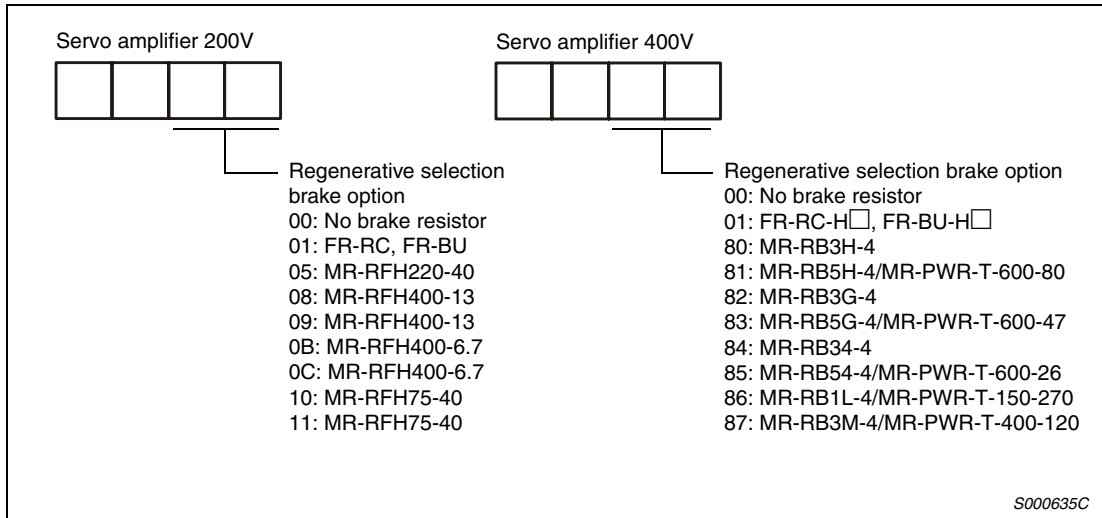 Servo amplifier 200V
Regenerative selection
brake option
00: No brake resistor
01: FR-RC, FR-BU
05: MR-RFH220-40
08: MR-RFH400-13
09: MR-RFH400-13
0B: MR-RFH400-6.7
0C: MR-RFH400-6.7
10: MR-RFH75-40
11: MR-RFH75-40
Servo amplifier 400V
Regenerative selection brake option
00: No brake resistor
01: FR-RC-H□, FR-BU-H□
80: MR-RB3H-4
81: MR-RB5H-4/MR-PWR-T-600-80
82: MR-RB3G-4
83: MR-RB5G-4/MR-PWR-T-600-47
84: MR-RB34-4
85: MR-RB54-4/MR-PWR-T-600-26
86: MR-RB1L-4/MR-PWR-T-150-270
87: MR-RB3M-4/MR-PWR-T-400-120
S000635C